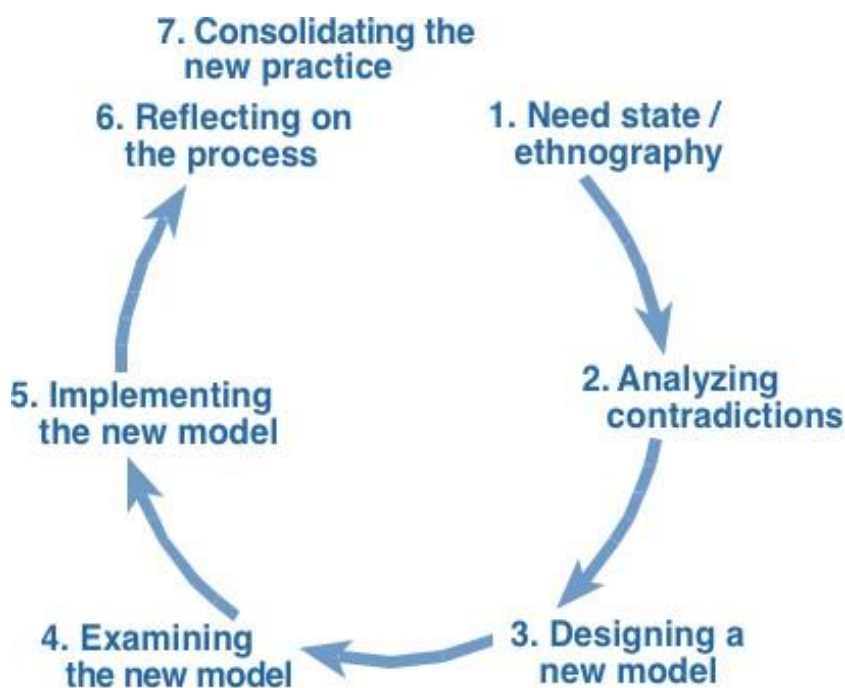 7. Consolidating the
new practice
6. Reflecting on
the process
1. Need state /
ethnography
2. Analyzing
contradictions
5. Implementing
the new model
3. Designing a
new model
4. Examining
the new model